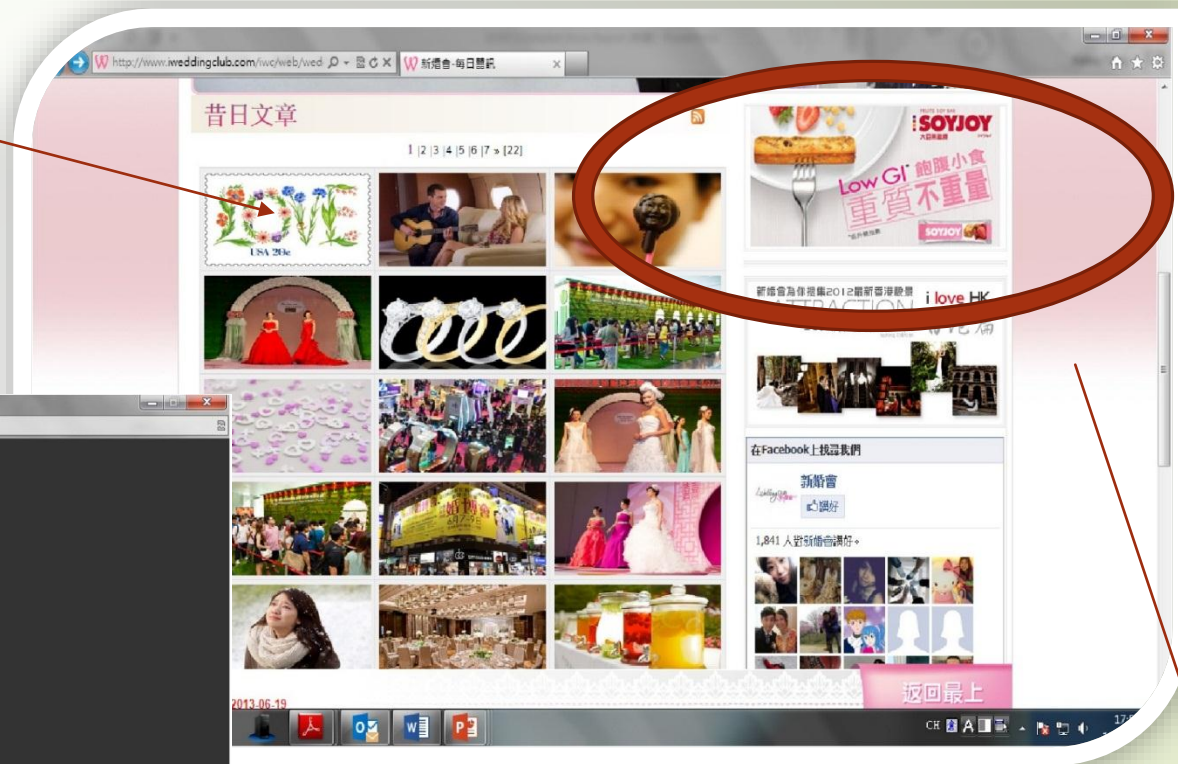 http://www.iweddingclub.com/iwc/web/wed
新婚會-每日囍訊
昔日文章
1 |2 |3 |4 |5 |6 |7 » [22]
USA 20c
SOYJOY
Low GI* 飽腹小食
重質不重量
SOYJOY
新婚會為你搜集2012最新香港靚景
ATTRACTION
i love HK
婚博會
在Facebook上找尋我們
新婚會
讚好
1,841 人對新婚會讚好。
2013-06-19
返回最上
CH